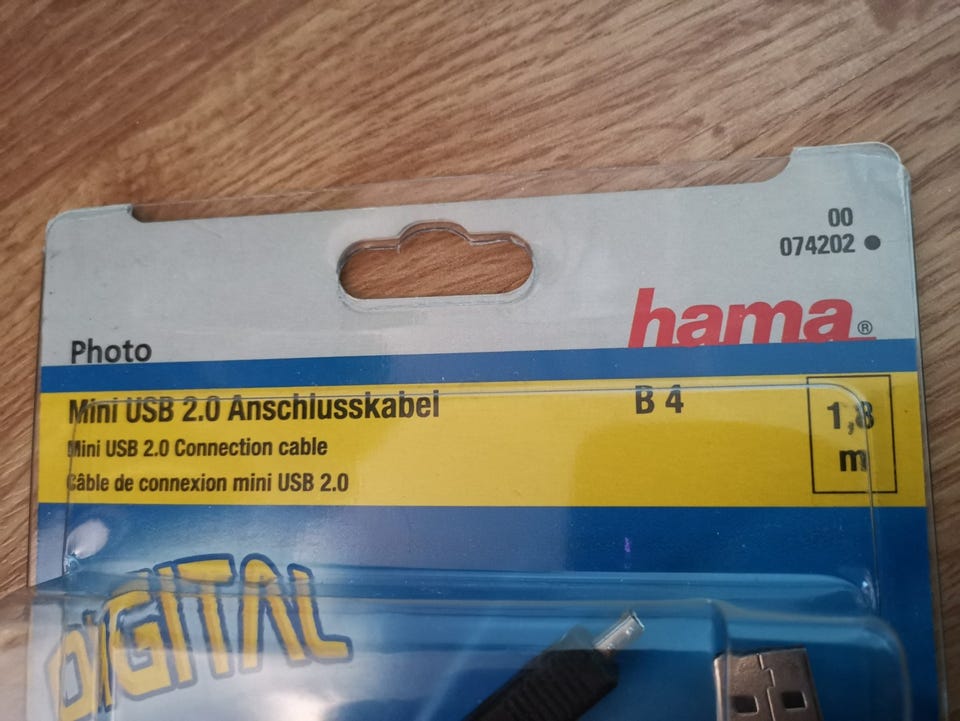 00
074202
hama®
Photo
Mini USB 2.0 Anschlusskabel B 4 1,8 m
Mini USB 2.0 Connection cable
Câble de connexion mini USB 2.0
DIGITAL